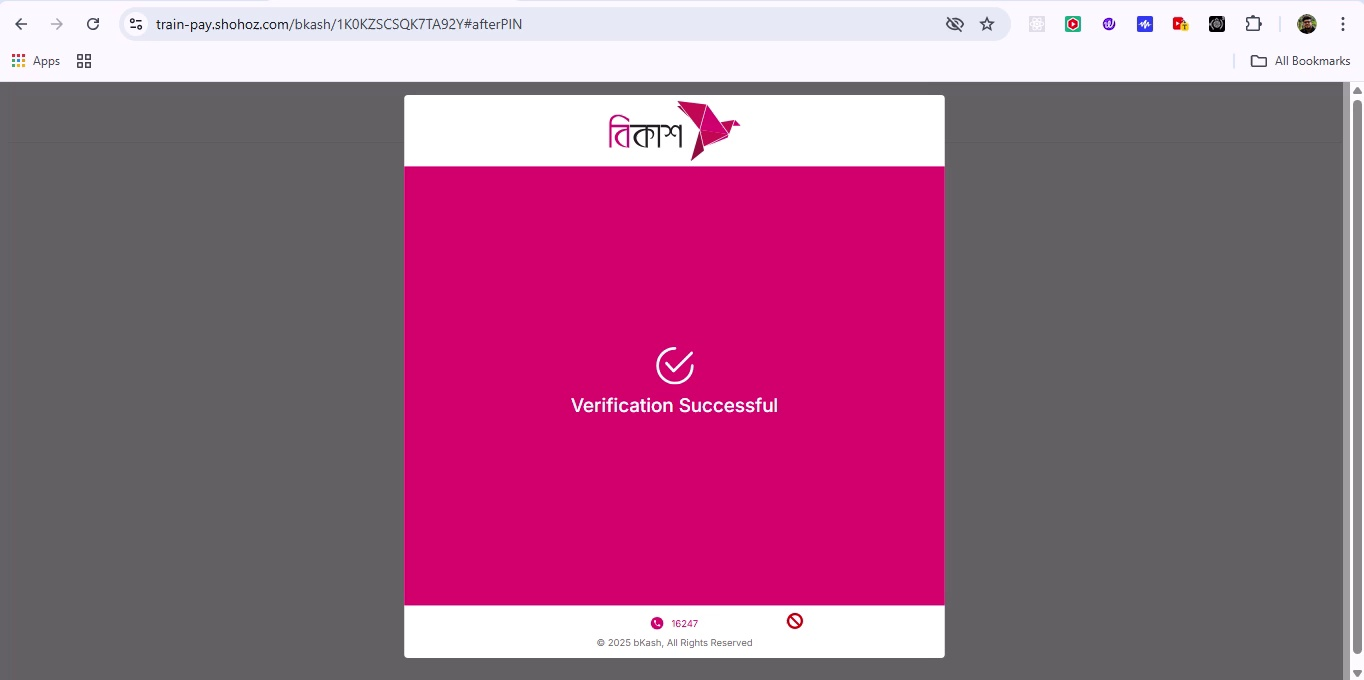 train-pay.shohoz.com/bkash/1K0KZSCSQK7TA92Y#afterPIN
Apps
All Bookmarks
বিকাশ
Verification Successful
16247
© 2025 bKash, All Rights Reserved